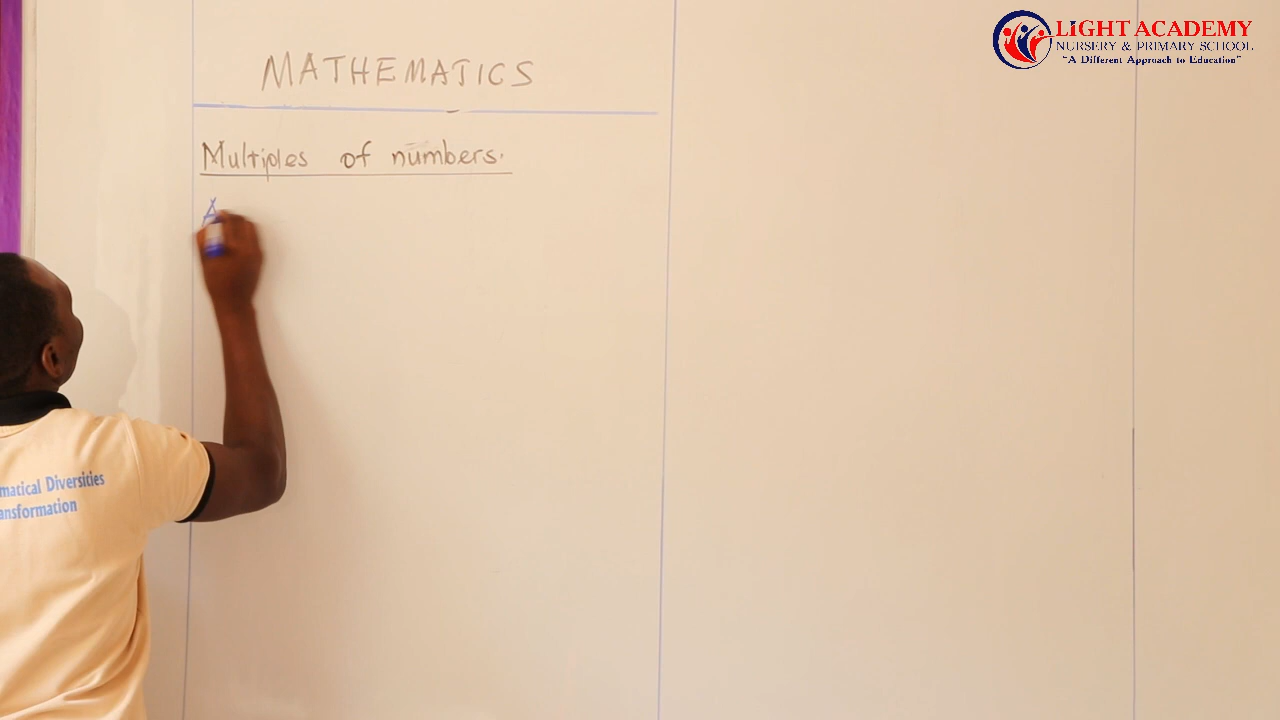 LIGHT ACADEMY
NURSERY & PRIMARY SCHOOL
"A Different Approach to Education"
MATHEMATICS
Multiples of numbers.
A
matical Diversities
ansformation